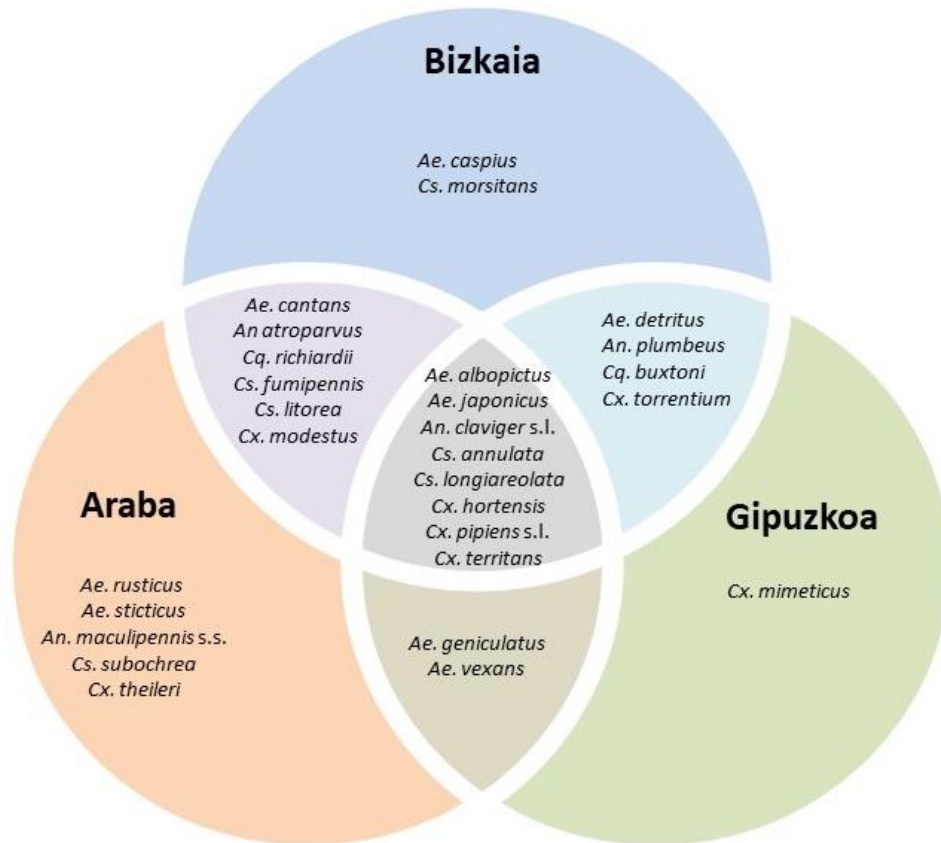 Bizkaia
Ae. caspius
Cs. morsitans
Ae. cantans
An atroparvus
Cq. richiardii
Cs. fumipennis
Cs. litorea
Cx. modestus
Ae. detritus
An. plumbeus
Cq. buxtoni
Cx. torrentium
Ae. albopictus
Ae. japonicus
An. claviger s.l.
Cs. annulata
Cs. longiareolata
Cx. hortensis
Cx. pipiens s.l.
Cx. territans
Araba
Ae. rusticus
Ae. sticticus
An. maculipennis s.s.
Cs. subochrea
Cx. theileri
Gipuzkoa
Cx. mimeticus
Ae. geniculatus
Ae. vexans